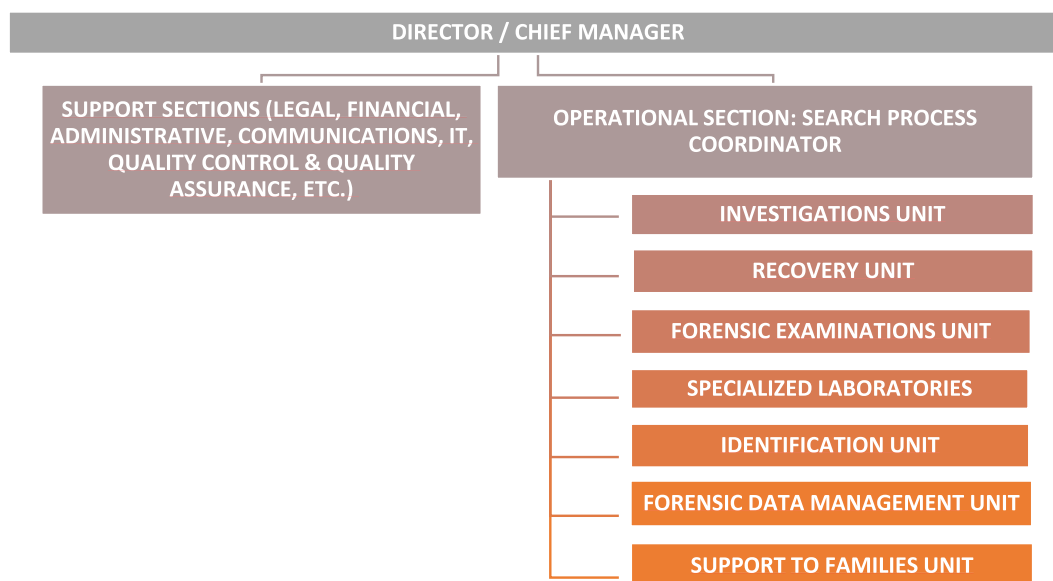 DIRECTOR / CHIEF MANAGER
SUPPORT SECTIONS (LEGAL, FINANCIAL,
ADMINISTRATIVE, COMMUNICATIONS, IT,
QUALITY CONTROL & QUALITY
ASSURANCE, ETC.)
OPERATIONAL SECTION: SEARCH PROCESS
COORDINATOR
INVESTIGATIONS UNIT
RECOVERY UNIT
FORENSIC EXAMINATIONS UNIT
SPECIALIZED LABORATORIES
IDENTIFICATION UNIT
FORENSIC DATA MANAGEMENT UNIT
SUPPORT TO FAMILIES UNIT